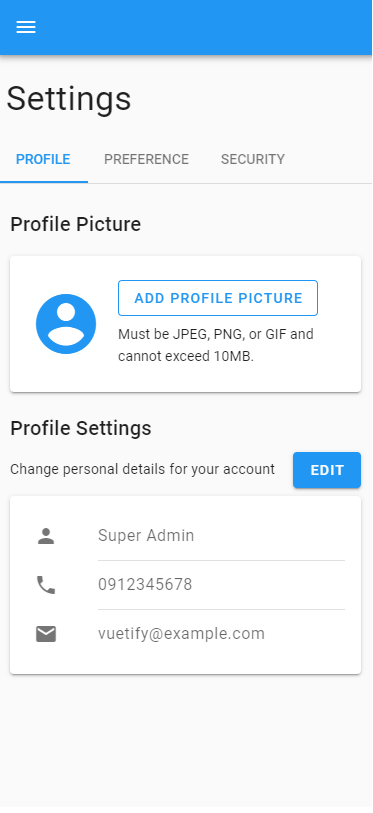 Settings
PROFILE PREFERENCE SECURITY
Profile Picture
ADD PROFILE PICTURE
Must be JPEG, PNG, or GIF and
cannot exceed 10MB.
Profile Settings
Change personal details for your account EDIT
Super Admin
0912345678
vuetify@example.com